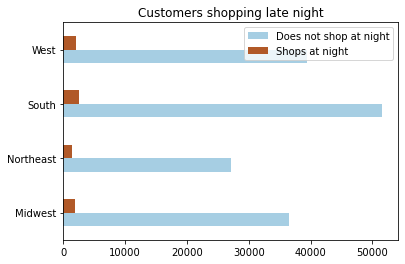 Customers shopping late night
Does not shop at night
Shops at night
West
South
Northeast
Midwest
0 10000 20000 30000 40000 50000